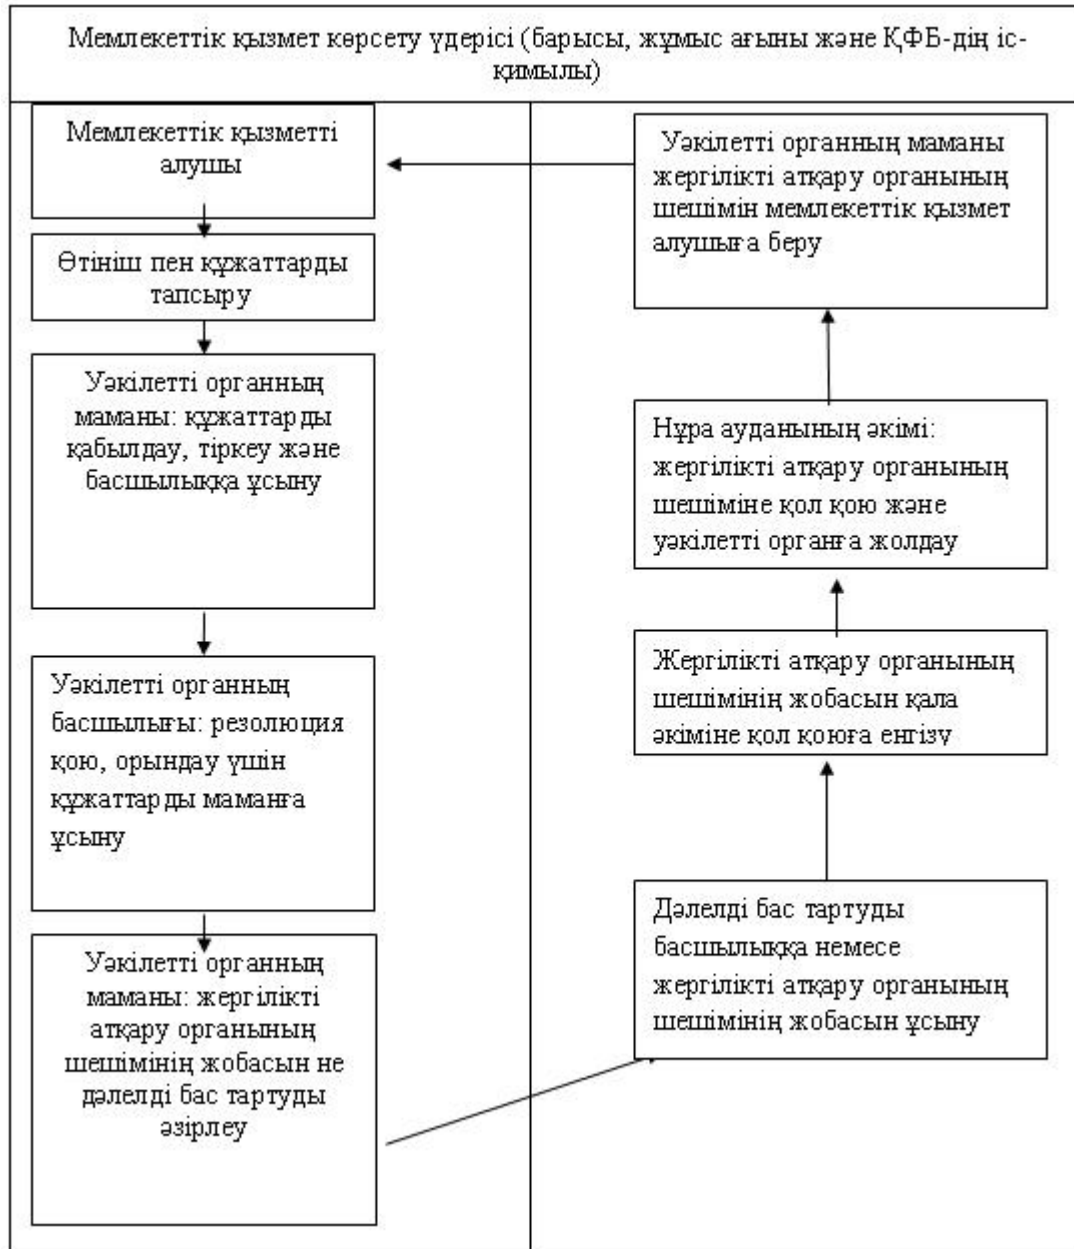 Мемлекеттік қызмет көрсету үдерісі (барысы, жұмыс ағыны және ҚФБ-дің іс-
қимылы)
Мемлекеттік қызметті
алушы
Өтініш пен құжаттарды
тапсыру
Уәкілетті органның
маманы: құжаттарды
қабылдау, тіркеу және
басшылыққа ұсыну
Уәкілетті органның
басшылығы: резолюция
қою, орындау үшін
құжаттарды маманға
ұсыну
Уәкілетті органның
маманы: жергілікті
атқару органының
шешімінің жобасын не
дәлелді бас тартуды
әзірлеу
Дәлелді бас тартуды
басшылыққа немесе
жергілікті атқару органының
шешімінің жобасын ұсыну
Жергілікті атқару органының
шешімінің жобасын қала
әкіміне қол қоюға енгізу
Нұра ауданының әкімі:
жергілікті атқару органының
шешіміне қол қою және
уәкілетті органға жолдау
Уәкілетті органның маманы
жергілікті атқару органының
шешімін мемлекеттік қызмет
алушыға беру